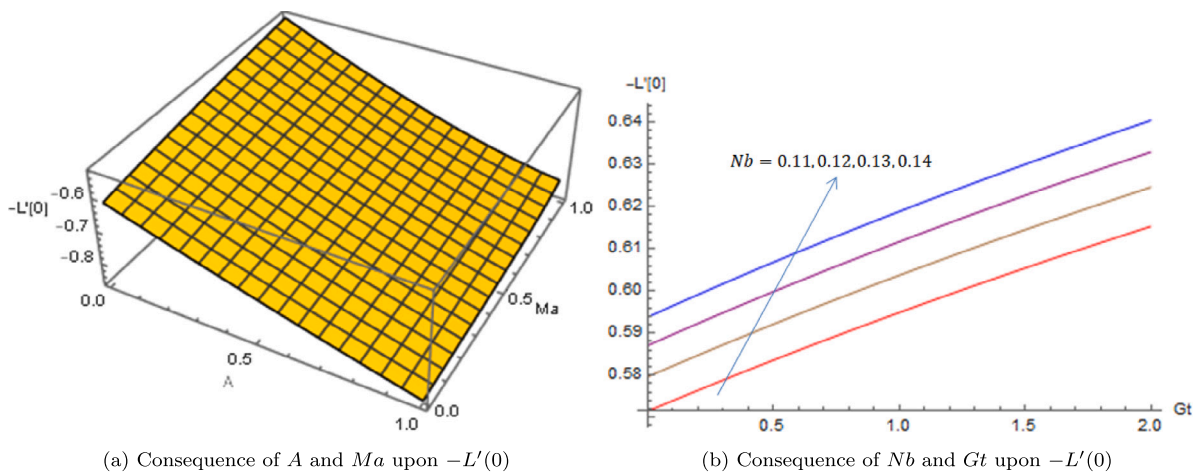 -L'[0]
-0.6
-0.7
-0.8
0.0
0.5
A
1.0
0.0
0.5
Ma
1.0
-L'[0]
0.64
0.63
0.62
0.61
0.60
0.59
0.58
Nb = 0.11,0.12,0.13,0.14
0.5
1.0
1.5
2.0
Gt
(a) Consequence of A and Ma upon −L′(0)
(b) Consequence of Nb and Gt upon −L′(0)